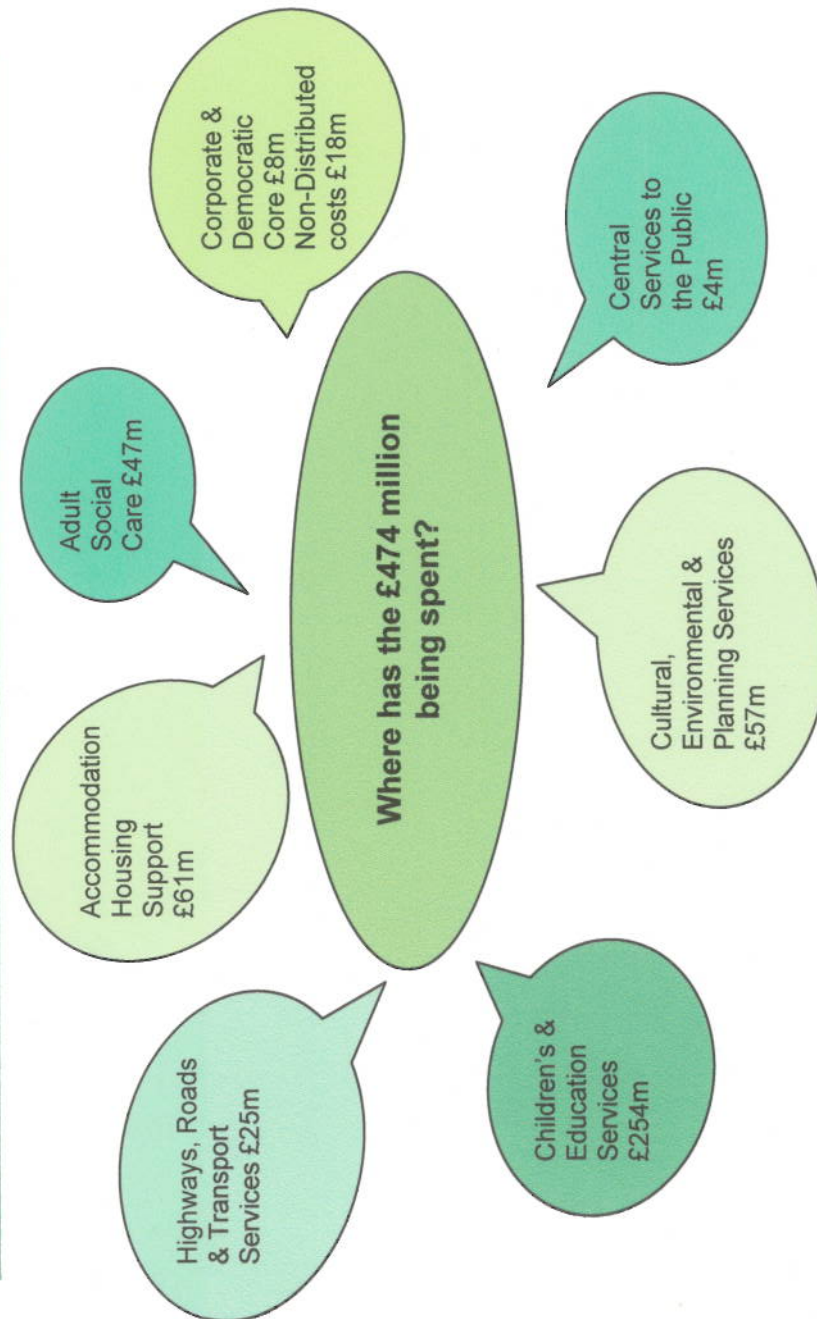 Highways, Roads
& Transport
Services £25m
Accommodation
Housing
Support
£61m
Adult
Social
Care £47m
Corporate &
Democratic
Core £8m
Non-Distributed
costs £18m
Where has the £474 million
being spent?
Children's &
Education
Services
£254m
Cultural,
Environmental &
Planning Services
£57m
Central
Services to
the Public
£4m